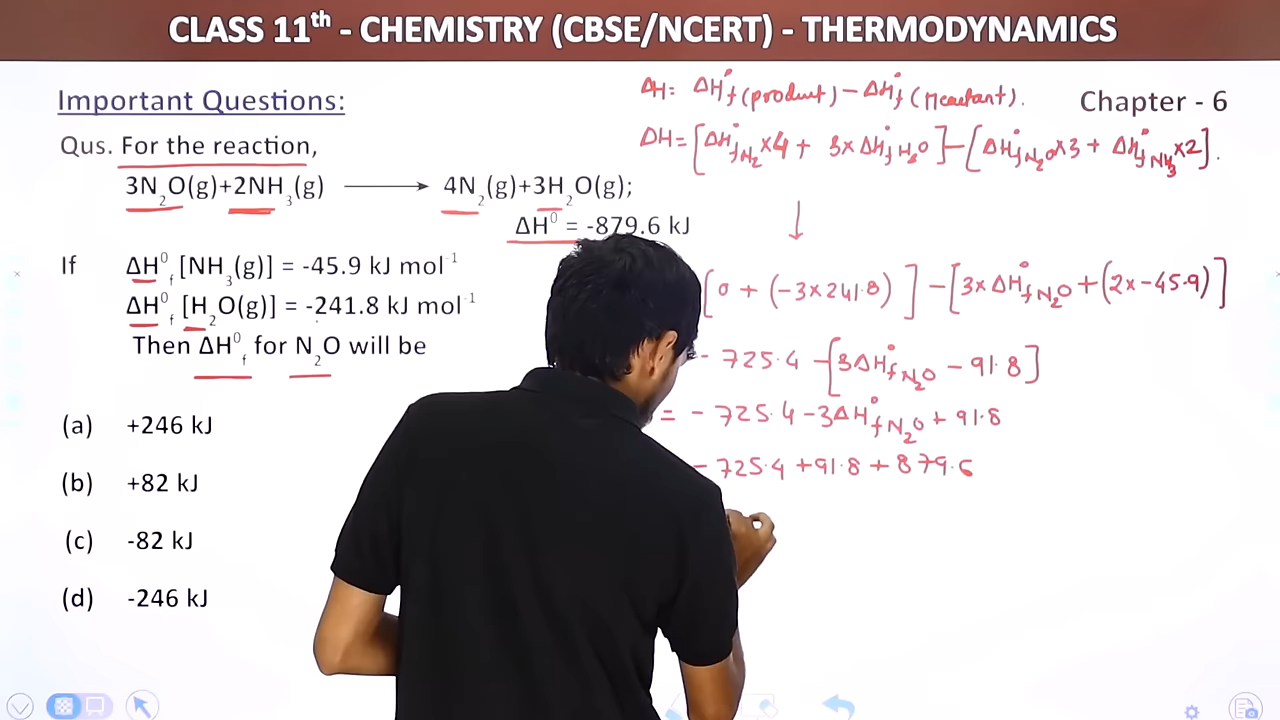 CLASS 11th - CHEMISTRY (CBSE/NCERT) - THERMODYNAMICS
Important Questions:
Chapter - 6
Qus. For the reaction,
3N₂O(g)+2NH₃(g) ⟶ 4N₂(g)+3H₂O(g);
ΔH⁰ = -879.6 kJ
If ΔH⁰f [NH₃(g)] = -45.9 kJ mol⁻¹
ΔH⁰f [H₂O(g)] = -241.8 kJ mol⁻¹
Then ΔH⁰f for N₂O will be
(a) +246 kJ
(b) +82 kJ
(c) -82 kJ
(d) -246 kJ
ΔH = ΔH°f (product) - ΔH°f (reactant).
ΔH = [ΔH°f N₂ ×4 + 3×ΔH°f H₂O] - [ΔH°f N₂O ×3 + ΔH°f NH₃ ×2].
↓
[0 + (-3×241.8)] - [3×ΔH°f N₂O + (2×-45.9)]
- 725.4 - [3ΔH°f N₂O - 91.8]
= - 725.4 - 3ΔH°f N₂O + 91.8
- 725.4 + 91.8 + 879.6